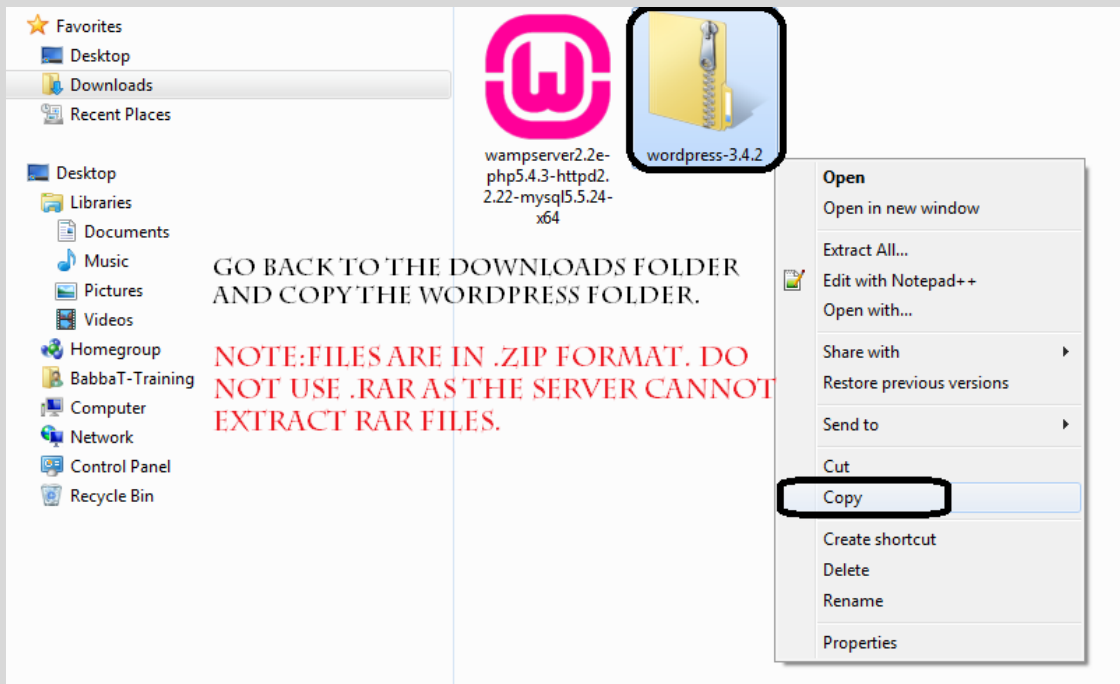 Favorites
Desktop
Downloads
Recent Places
Desktop
Libraries
Documents
Music
Pictures
Videos
Homegroup
BabbaT-Training
Computer
Network
Control Panel
Recycle Bin
wampserver2.2e-
php5.4.3-httpd2.
2.22-mysql5.5.24-
x64
wordpress-3.4.2
GO BACK TO THE DOWNLOADS FOLDER
AND COPY THE WORDPRESS FOLDER.
NOTE:FILES ARE IN .ZIP FORMAT. DO
NOT USE .RAR AS THE SERVER CANNOT
EXTRACT RAR FILES.
Open
Open in new window
Extract All...
Edit with Notepad++
Open with...
Share with
Restore previous versions
Send to
Cut
Copy
Create shortcut
Delete
Rename
Properties